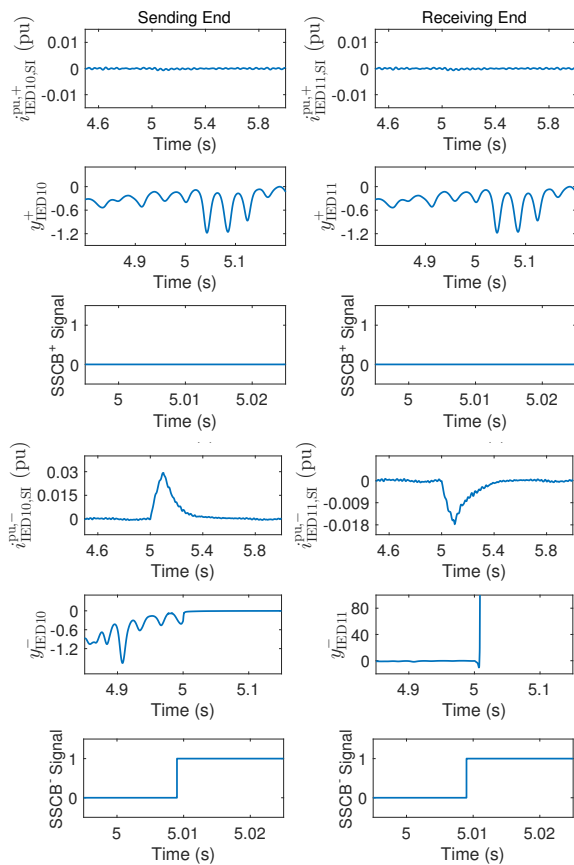 Sending End Receiving End
i^{pu,+}_{IED10,SI} (pu) 0.01 0 -0.01 4.6 5 5.4 5.8 Time (s)
i^{pu,+}_{IED11,SI} (pu) 0.01 0 -0.01 4.6 5 5.4 5.8 Time (s)
y^+_{IED10} 0 -0.6 -1.2 4.9 5 5.1 Time (s)
y^+_{IED11} 0 -0.6 -1.2 4.9 5 5.1 Time (s)
SSCB^+ Signal 1 0 5 5.01 5.02 Time (s)
SSCB^+ Signal 1 0 5 5.01 5.02 Time (s)
i^{pu,-}_{IED10,SI} (pu) 0.03 0.015 0 4.6 5 5.4 5.8 Time (s)
i^{pu,-}_{IED11,SI} (pu) 0 -0.009 -0.018 4.6 5 5.4 5.8 Time (s)
y^-_{IED10} 0 -0.6 -1.2 4.9 5 5.1 Time (s)
y^-_{IED11} 80 40 0 4.9 5 5.1 Time (s)
SSCB^- Signal 1 0 5 5.01 5.02 Time (s)
SSCB^- Signal 1 0 5 5.01 5.02 Time (s)